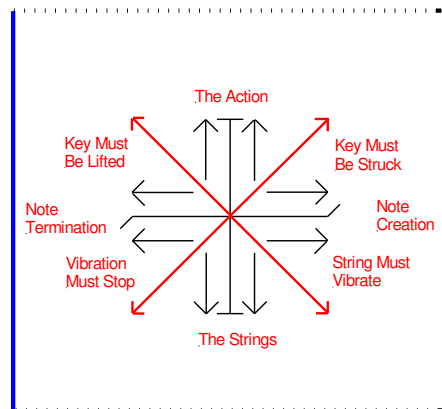 The Action
Key Must
Be Lifted
Key Must
Be Struck
Note
Termination
Note
Creation
Vibration
Must Stop
String Must
Vibrate
The Strings